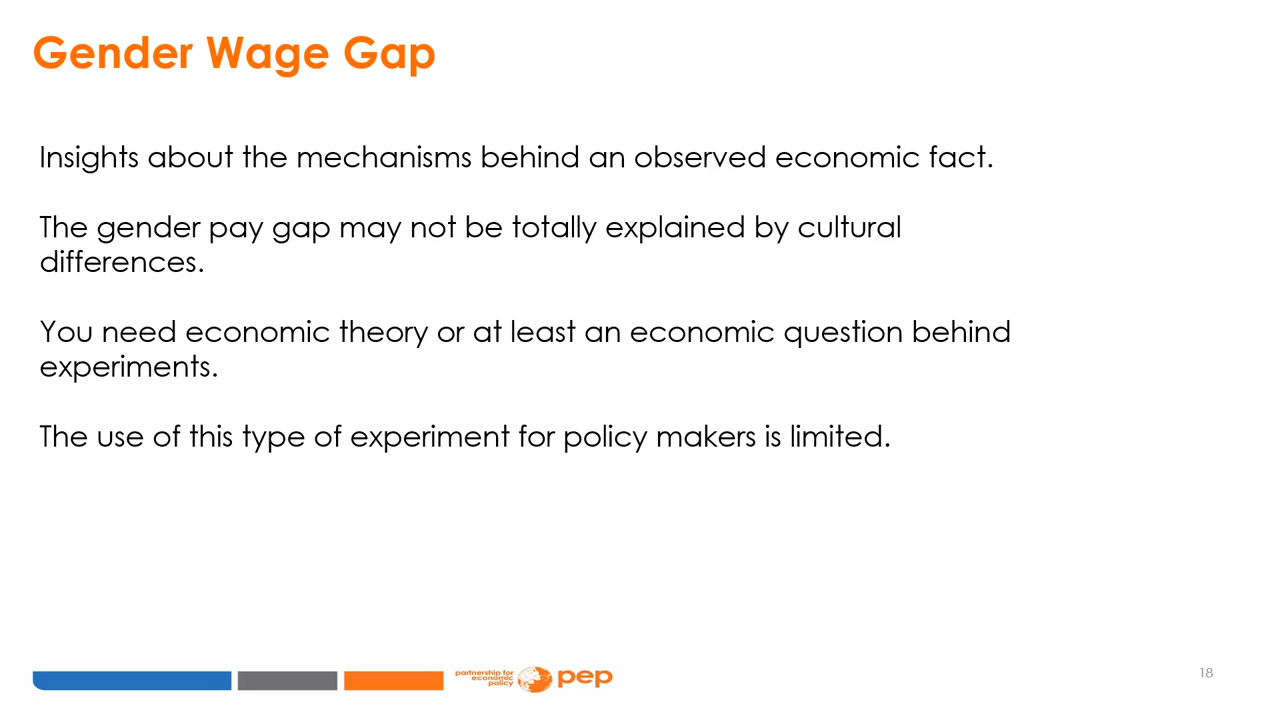 Gender Wage Gap
Insights about the mechanisms behind an observed economic fact.
The gender pay gap may not be totally explained by cultural
differences.
You need economic theory or at least an economic question behind
experiments.
The use of this type of experiment for policy makers is limited.
partnership for
economic
policy
pep
18